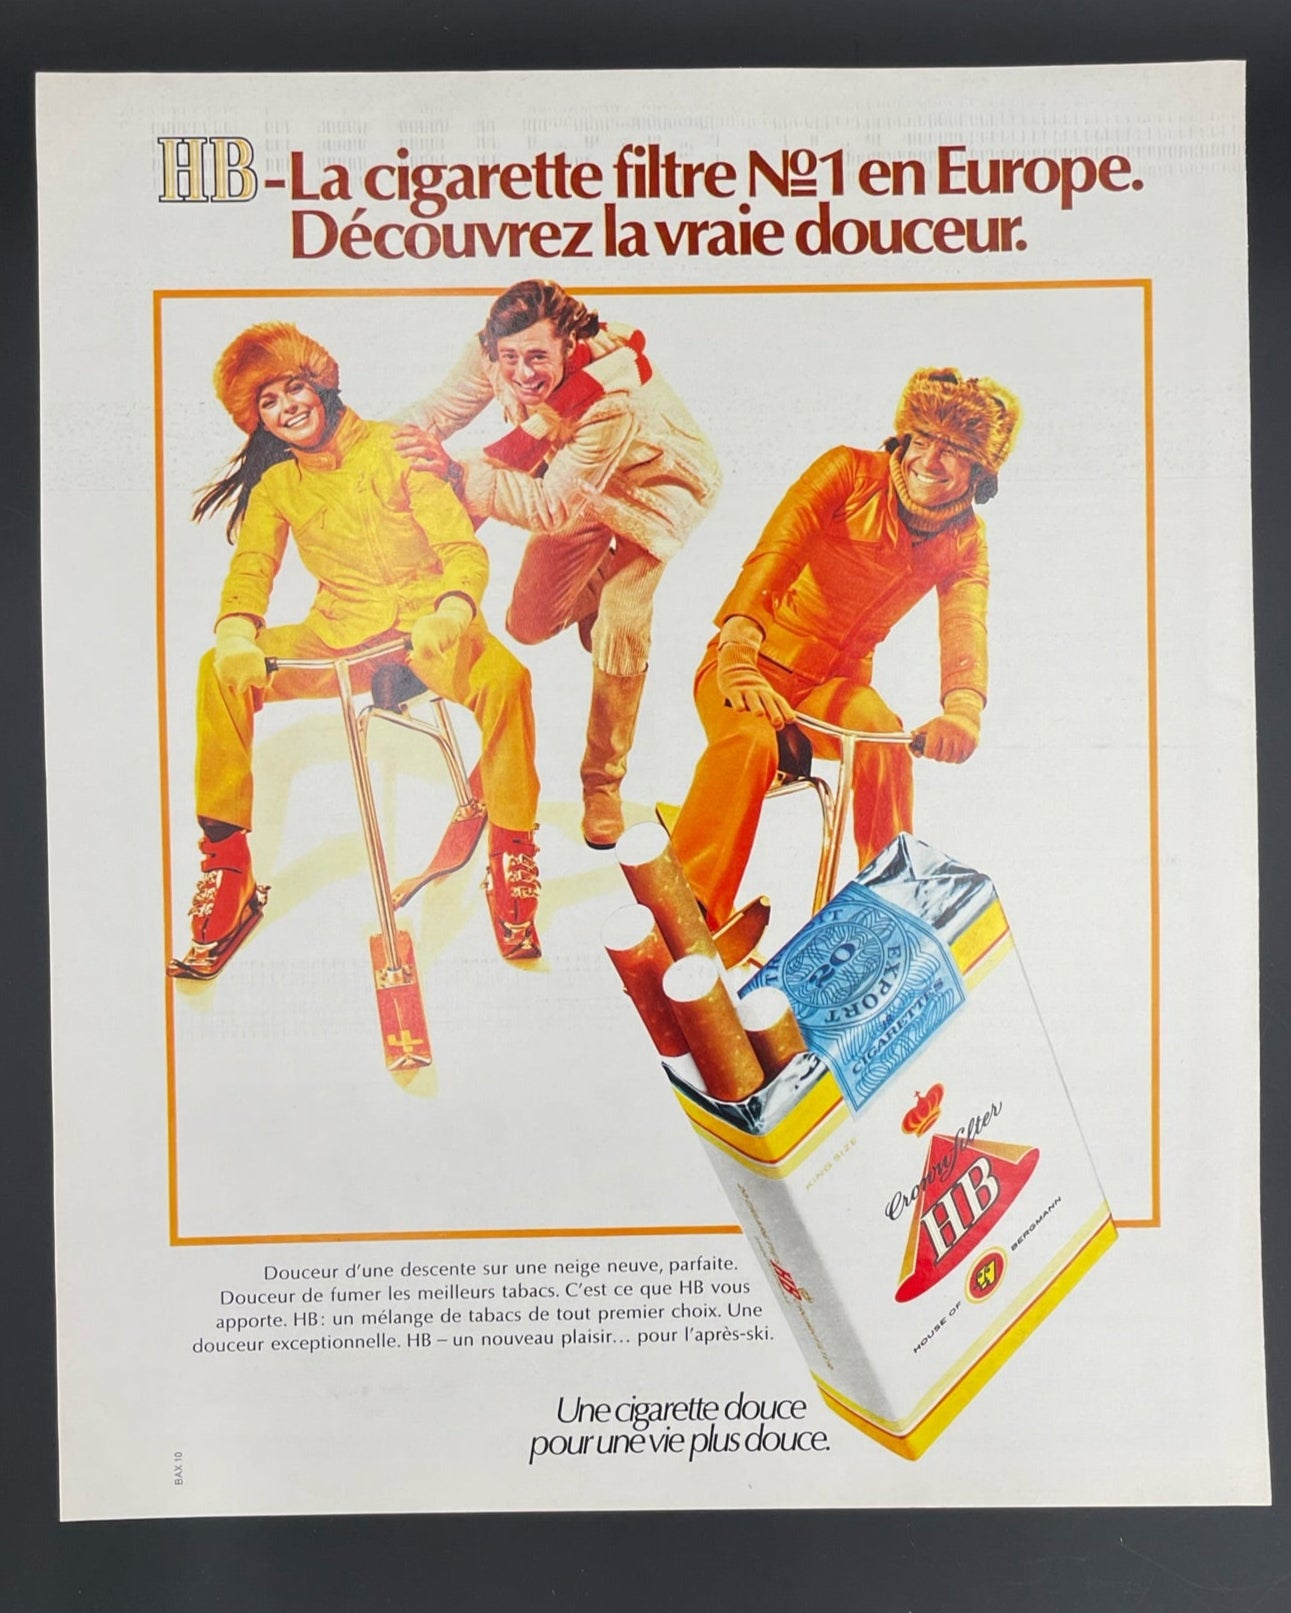 HB-La cigarette filtre Nº1 en Europe.
Découvrez la vraie douceur.
TRANSIT EXPORT
20
CIGARETTES
KING SIZE
Crown filter
HB
HOUSE OF BERGMANN
HB
Douceur d'une descente sur une neige neuve, parfaite.
Douceur de fumer les meilleurs tabacs. C'est ce que HB vous
apporte. HB: un mélange de tabacs de tout premier choix. Une
douceur exceptionnelle. HB – un nouveau plaisir... pour l'après-ski.
Une cigarette douce
pour une vie plus douce.
BAX 10